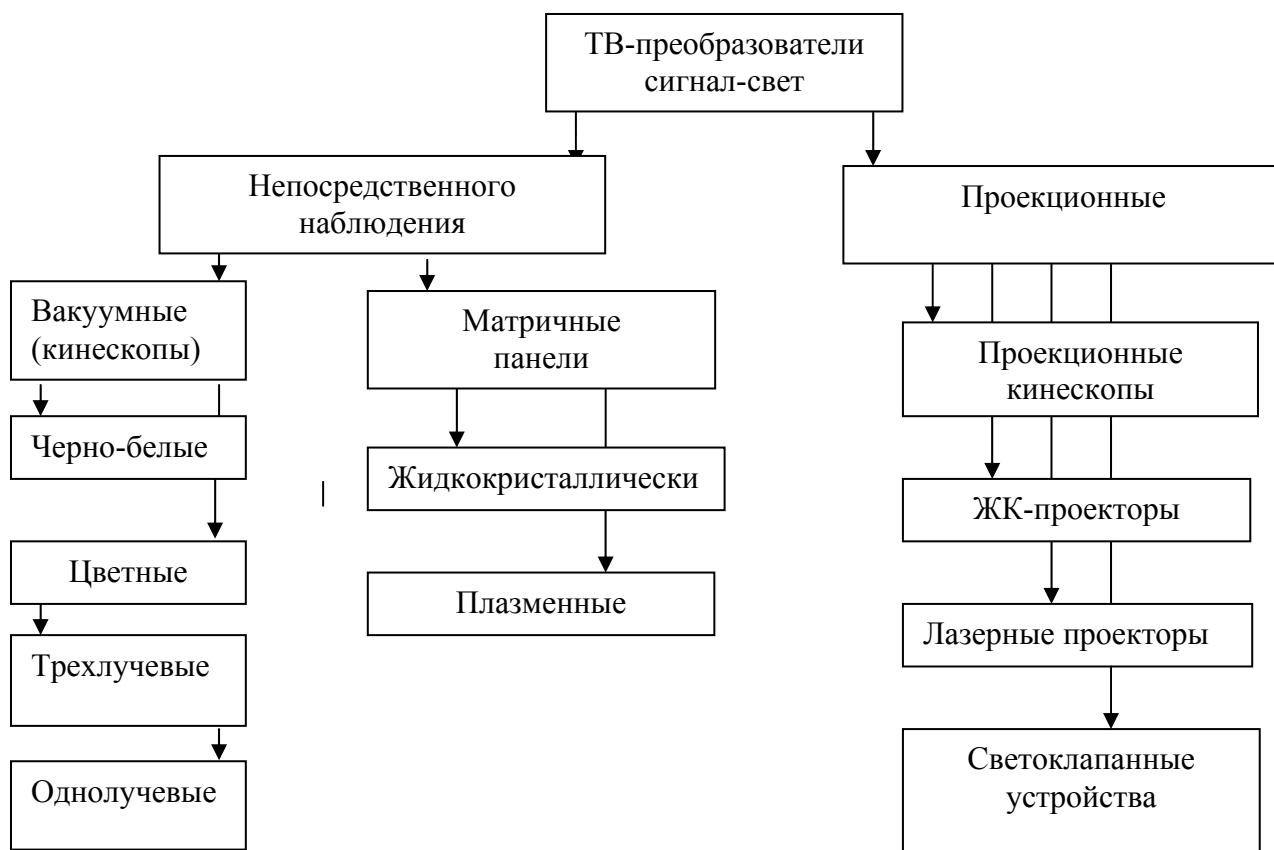 ТВ-преобразователи
сигнал-свет
Непосредственного
наблюдения
Проекционные
Вакуумные
(кинескопы)
Матричные
панели
Проекционные
кинескопы
Черно-белые
Жидкокристаллически
ЖК-проекторы
Цветные
Плазменные
Лазерные проекторы
Трехлучевые
Однолучевые
Светоклапанные
устройства